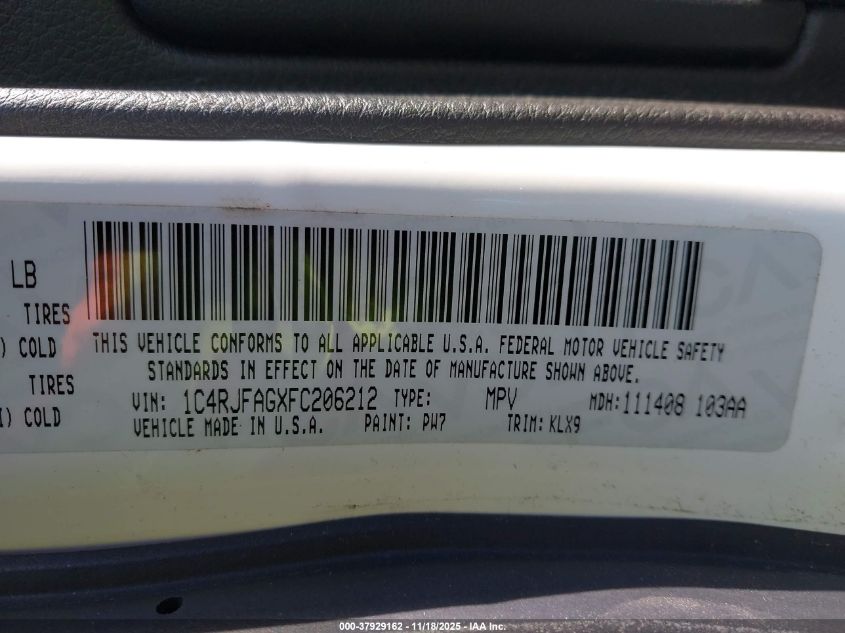 LB
TIRES
) COLD
TIRES
I) COLD
THIS VEHICLE CONFORMS TO ALL APPLICABLE U.S.A. FEDERAL MOTOR VEHICLE SAFETY
STANDARDS IN EFFECT ON THE DATE OF MANUFACTURE SHOWN ABOVE.
VIN: 1C4RJFAGXFC206212 TYPE: MPV MDH:111408 103AA
VEHICLE MADE IN U.S.A. PAINT: PW7 TRIM: KLX9
000-37929162 - 11/18/2025 - IAA Inc.